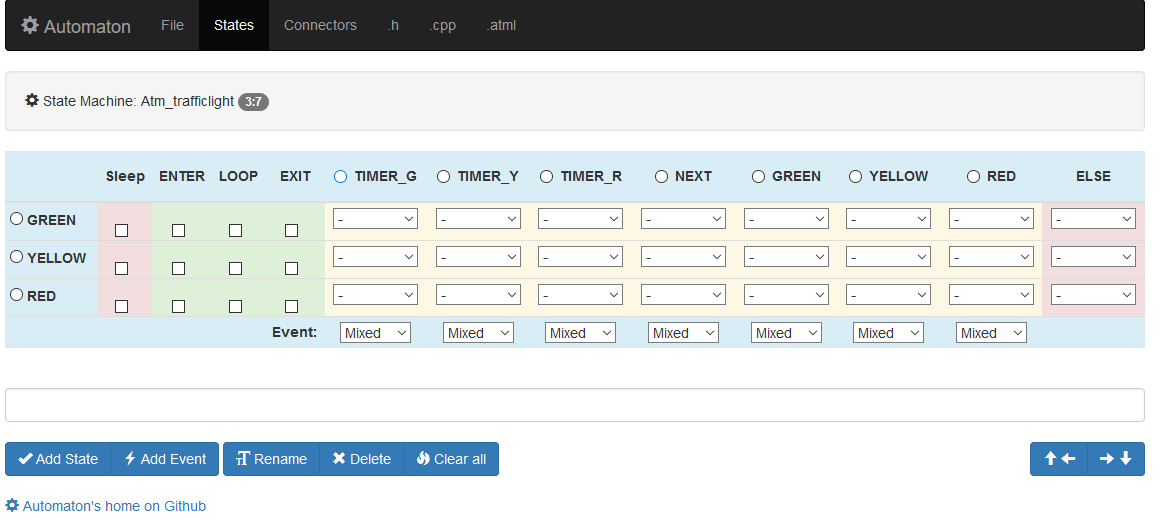 Automaton File States Connectors .h .cpp .atml
State Machine: Atm_trafficlight 3:7
Sleep ENTER LOOP EXIT TIMER_G TIMER_Y TIMER_R NEXT GREEN YELLOW RED ELSE
GREEN - - - - - - - -
YELLOW - - - - - - - -
RED - - - - - - - -
Event: Mixed Mixed Mixed Mixed Mixed Mixed Mixed
Add State Add Event Rename Delete Clear all
Automaton's home on Github